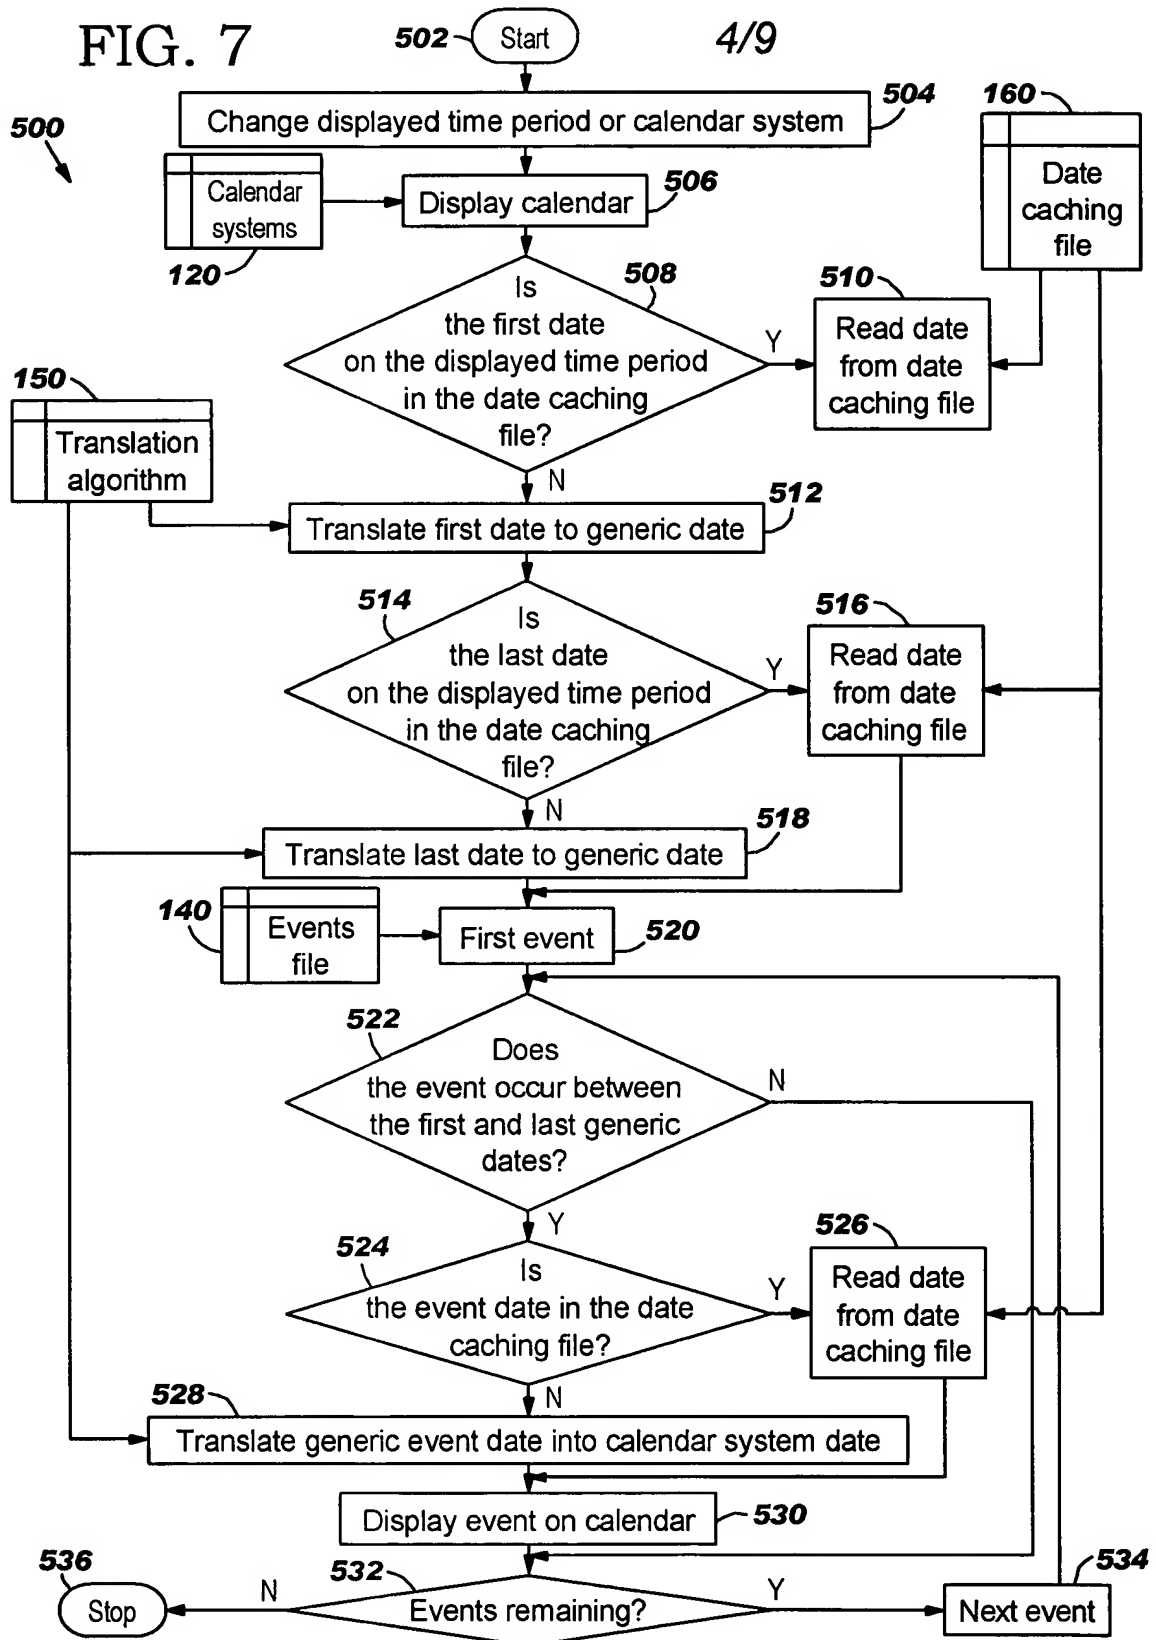 FIG. 7
4/9
502
Start
500
504
Change displayed time period or calendar system
160
Date
caching
file
Calendar
systems
120
506
Display calendar
508
Is
the first date
on the displayed time period
in the date caching
file?
Y
N
510
Read date
from date
caching file
150
Translation
algorithm
512
Translate first date to generic date
514
Is
the last date
on the displayed time period
in the date caching
file?
Y
N
516
Read date
from date
caching file
518
Translate last date to generic date
140
Events
file
First event
520
522
Does
the event occur between
the first and last generic
dates?
N
Y
524
Is
the event date in the date
caching file?
Y
N
526
Read date
from date
caching file
528
Translate generic event date into calendar system date
Display event on calendar
530
532
Events remaining?
N
Y
536
Stop
534
Next event